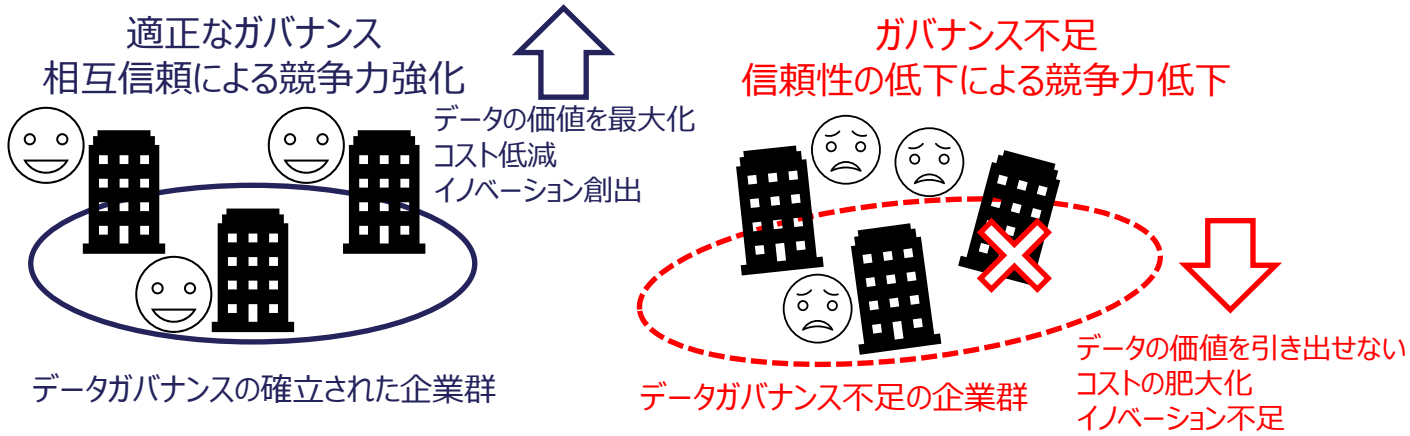 適正なガバナンス
相互信頼による競争力強化
データの価値を最大化
コスト低減
イノベーション創出
データガバナンスの確立された企業群
ガバナンス不足
信頼性の低下による競争力低下
データの価値を引き出せない
コストの肥大化
イノベーション不足
データガバナンス不足の企業群